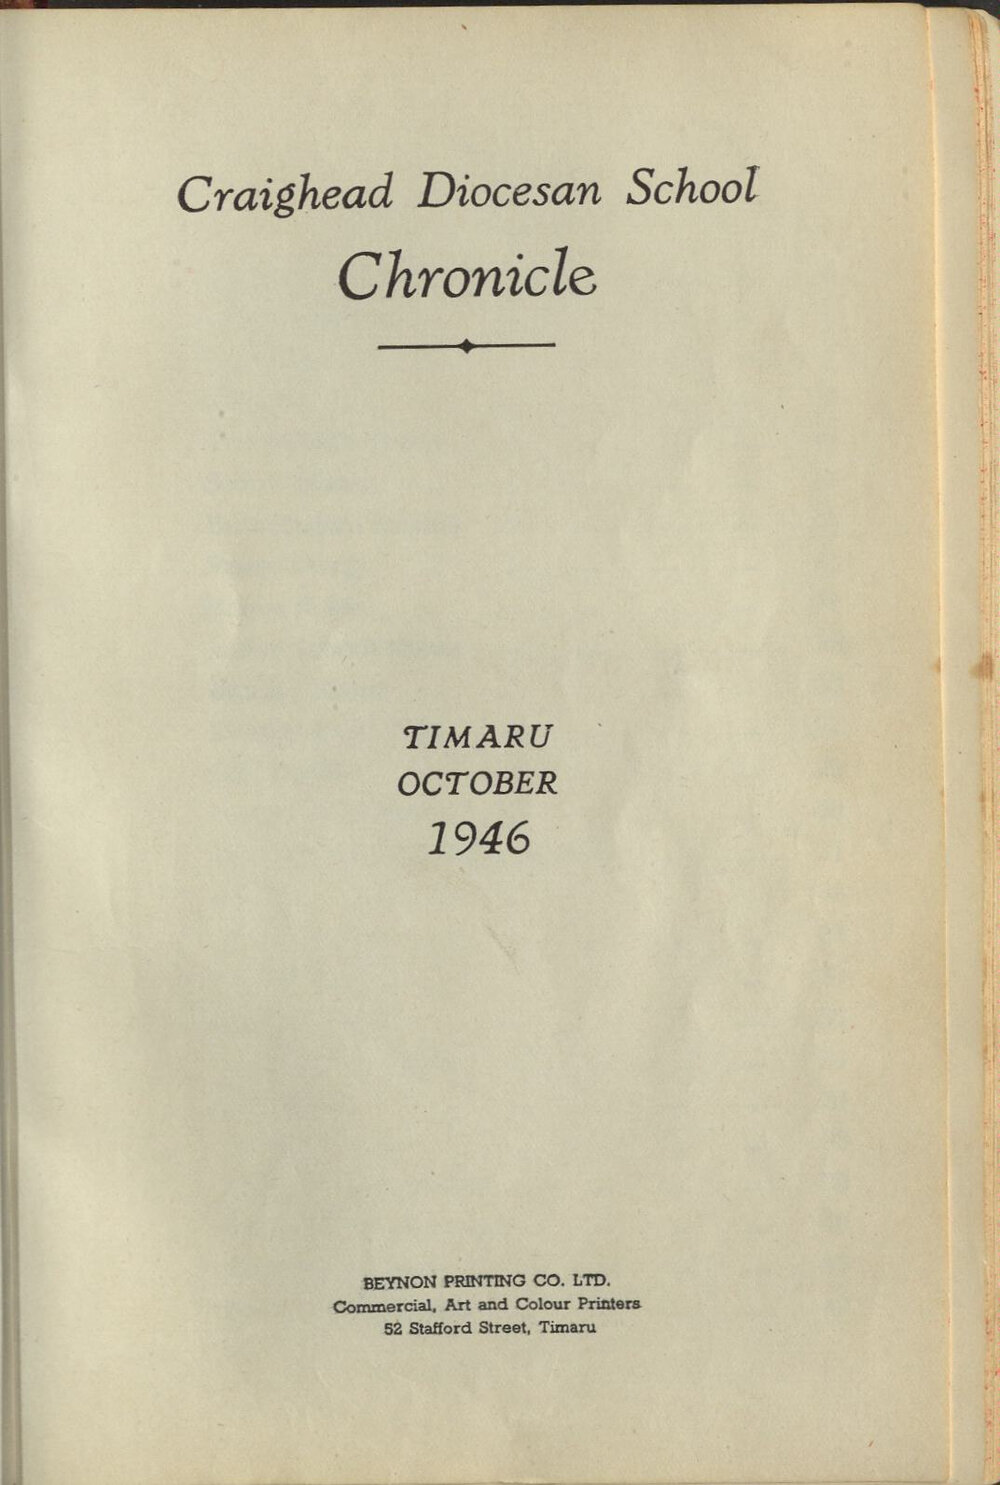 Craighead Diocesan School
Chronicle
TIMARU
OCTOBER
1946
BEYNON PRINTING CO. LTD.
Commercial, Art and Colour Printers
52 Stafford Street, Timaru